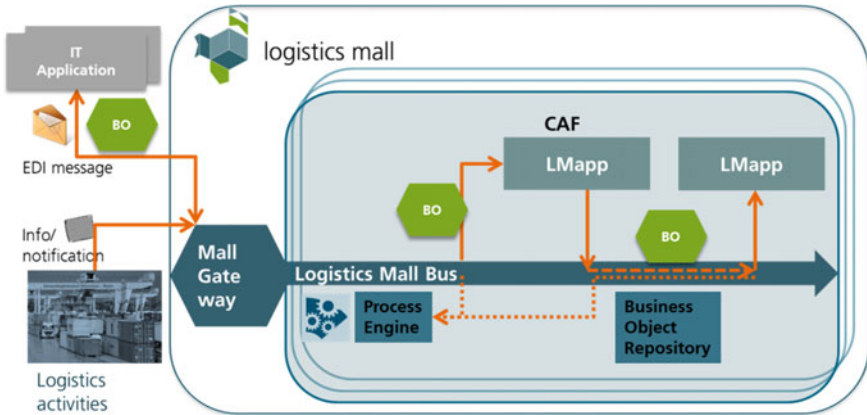 IT
Application
BO
EDI message
Info/
notification
Logistics
activities
logistics mall
Mall
Gate
way
CAF
LMapp
LMapp
BO
BO
Logistics Mall Bus
Process
Engine
Business
Object
Repository